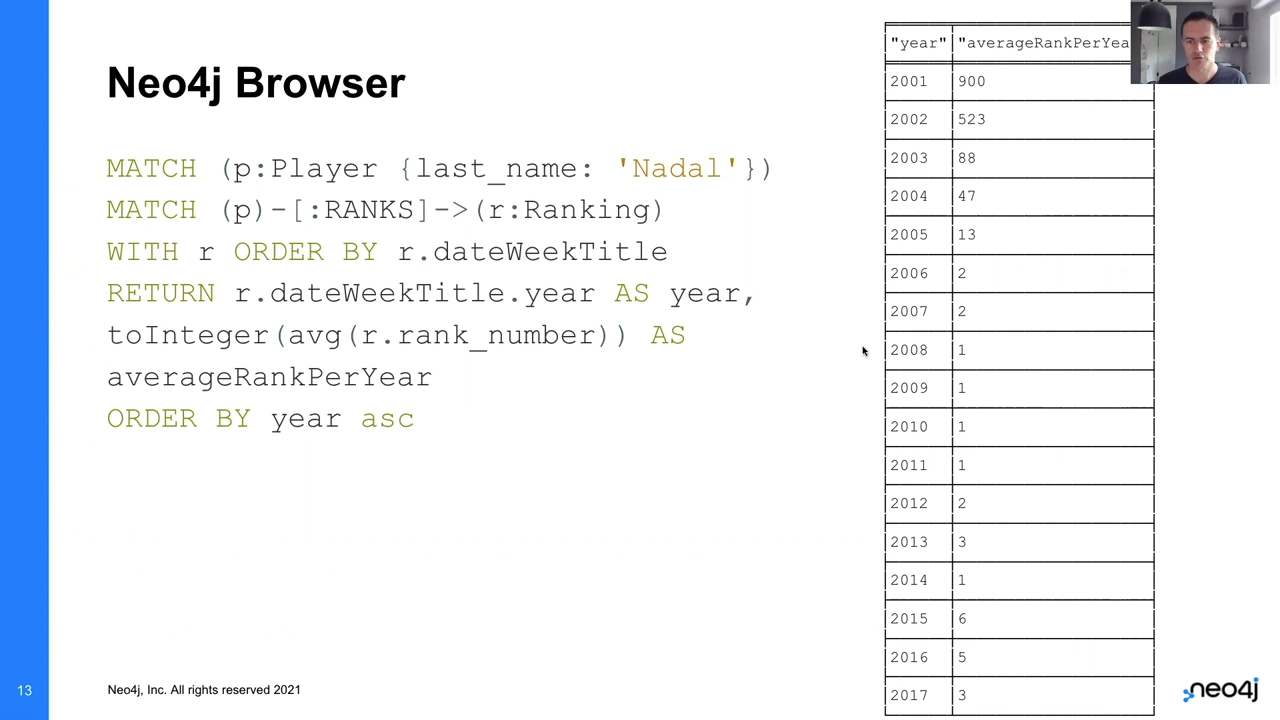 Neo4j Browser
MATCH (p:Player {last_name: 'Nadal'})
MATCH (p)-[:RANKS]->(r:Ranking)
WITH r ORDER BY r.dateWeekTitle
RETURN r.dateWeekTitle.year AS year,
toInteger(avg(r.rank_number)) AS
averageRankPerYear
ORDER BY year asc
"year" "averageRankPerYea
2001 900
2002 523
2003 88
2004 47
2005 13
2006 2
2007 2
2008 1
2009 1
2010 1
2011 1
2012 2
2013 3
2014 1
2015 6
2016 5
2017 3
13
Neo4j, Inc. All rights reserved 2021
neo4j